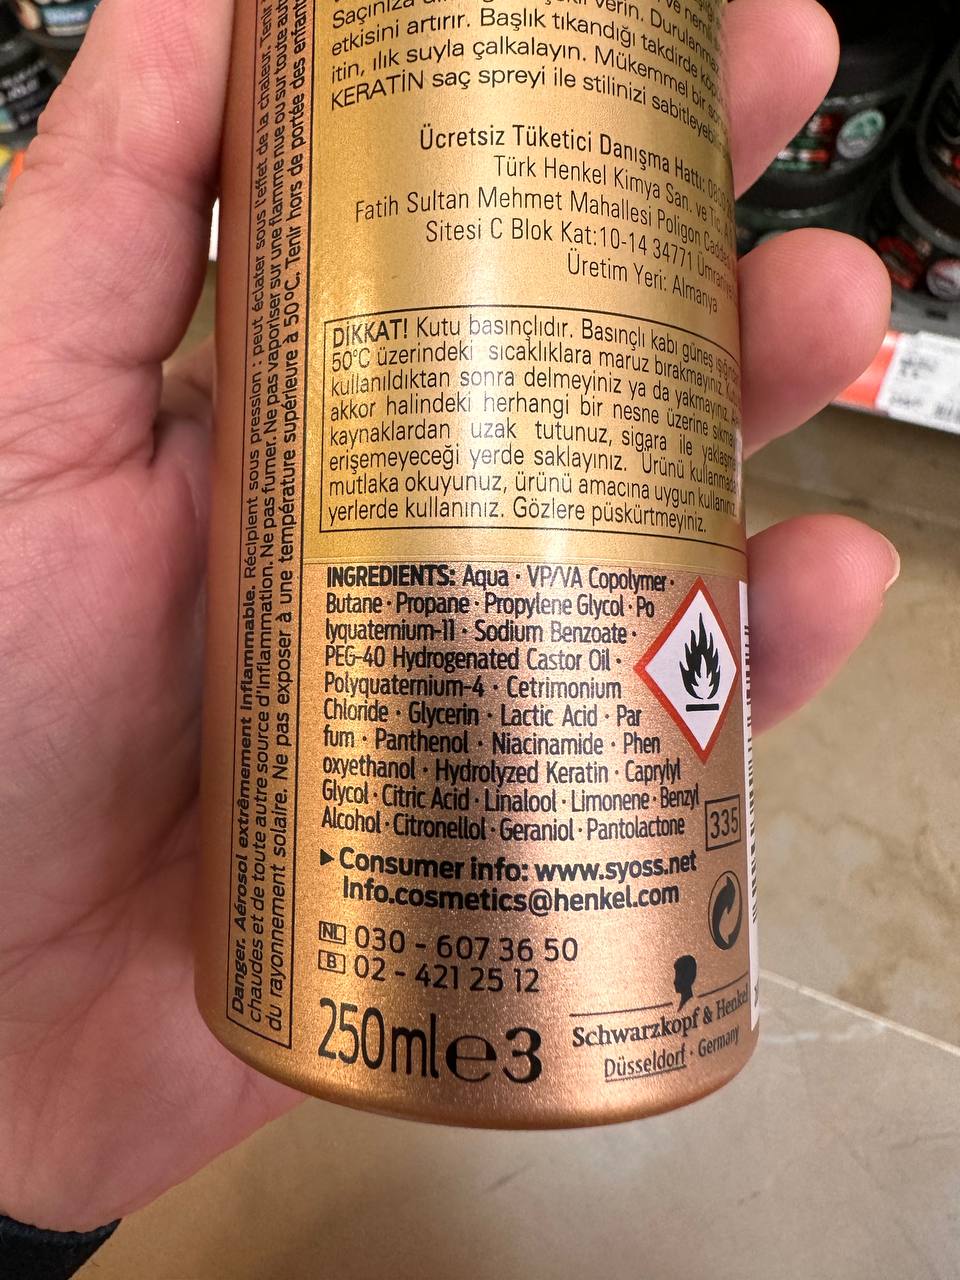 Saçınıza
verin. Durulanmaz
etkisini artırır. Başlık tıkandığı takdirde
itin, ılık suyla çalkalayın. Mükemmel bir
KERATİN saç spreyi ile stilinizi sabitleyebilir
Ücretsiz Tüketici Danışma Hattı:
Türk Henkel Kimya San. ve Tic. A
Fatih Sultan Mehmet Mahallesi Poligon Caddesi
Sitesi C Blok Kat:10-14 34771 Ümraniye
Üretim Yeri: Almanya
DİKKAT! Kutu basınçlıdır. Basınçlı kabı güneş
50°C üzerindeki sıcaklıklara maruz bırakmayınız.
kullanıldıktan sonra delmeyiniz ya da yakmayınız.
akkor halindeki herhangi bir nesne üzerine
kaynaklardan uzak tutunuz, sigara ile
erişemeyeceği yerde saklayınız. Ürünü
mutlaka okuyunuz, ürünü amacına uygun kullanınız,
yerlerde kullanınız. Gözlere püskürtmeyiniz.
INGREDIENTS: Aqua · VP/VA Copolymer ·
Butane · Propane · Propylene Glycol · Po
lyquaternium-11 · Sodium Benzoate ·
PEG-40 Hydrogenated Castor Oil ·
Polyquaternium-4 · Cetrimonium
Chloride · Glycerin · Lactic Acid · Par
fum · Panthenol · Niacinamide · Phen
oxyethanol · Hydrolyzed Keratin · Caprylyl
Glycol · Citric Acid · Linalool · Limonene · Benzyl
Alcohol · Citronellol · Geraniol · Pantolactone
335
▶ Consumer info: www.syoss.net
Info.cosmetics@henkel.com
NL 030 - 607 36 50
B 02 - 421 25 12
250ml e 3
Schwarzkopf & Henkel
Düsseldorf · Germany
Danger. Aérosol extrêmement inflammable. Récipient sous pression : peut éclater sous l'effet de la chaleur. Tenir
chaudes et de toute autre source d'inflammation. Ne pas fumer. Ne pas vaporiser sur une flamme nue ou sur toute
du rayonnement solaire. Ne pas exposer à une température supérieure à 50°C. Tenir hors de portée des enfants